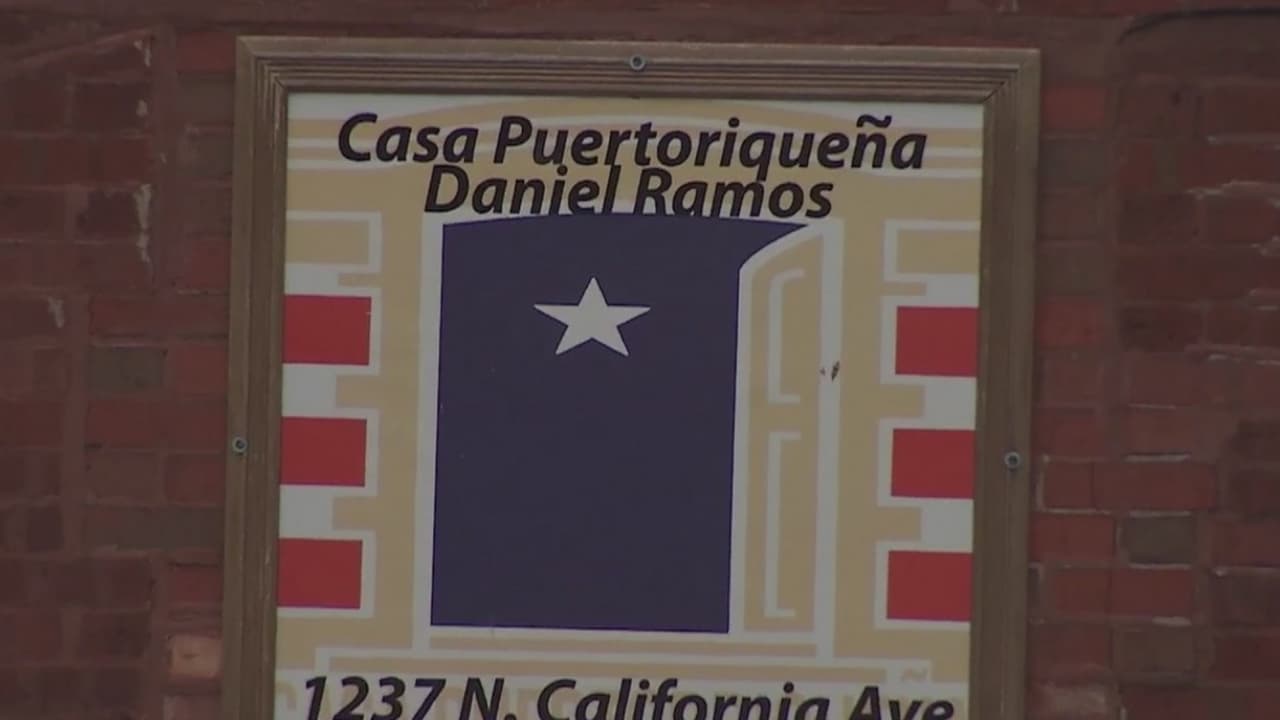 Casa Puertoriqueña
Daniel Ramos
1237 N. California Ave